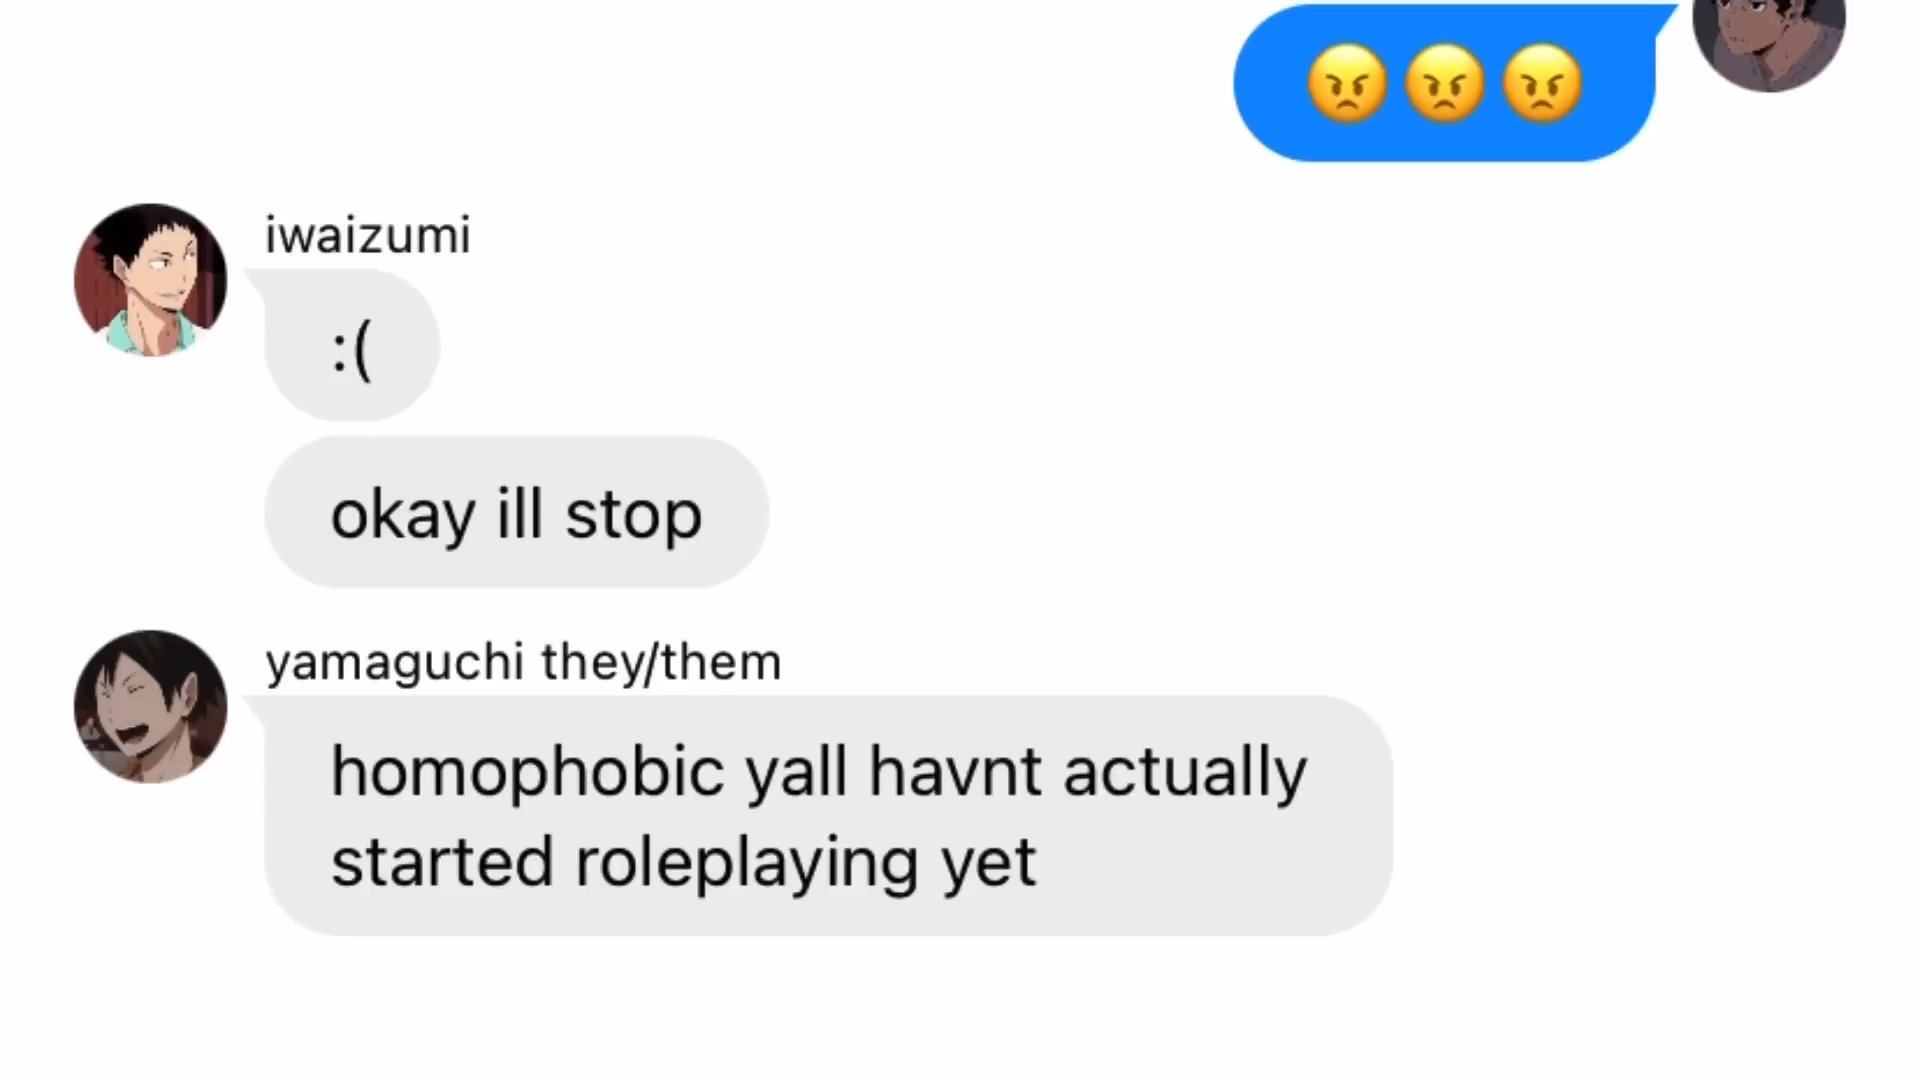 😠😠😠
iwaizumi
:(
okay ill stop
yamaguchi they/them
homophobic yall havnt actually
started roleplaying yet